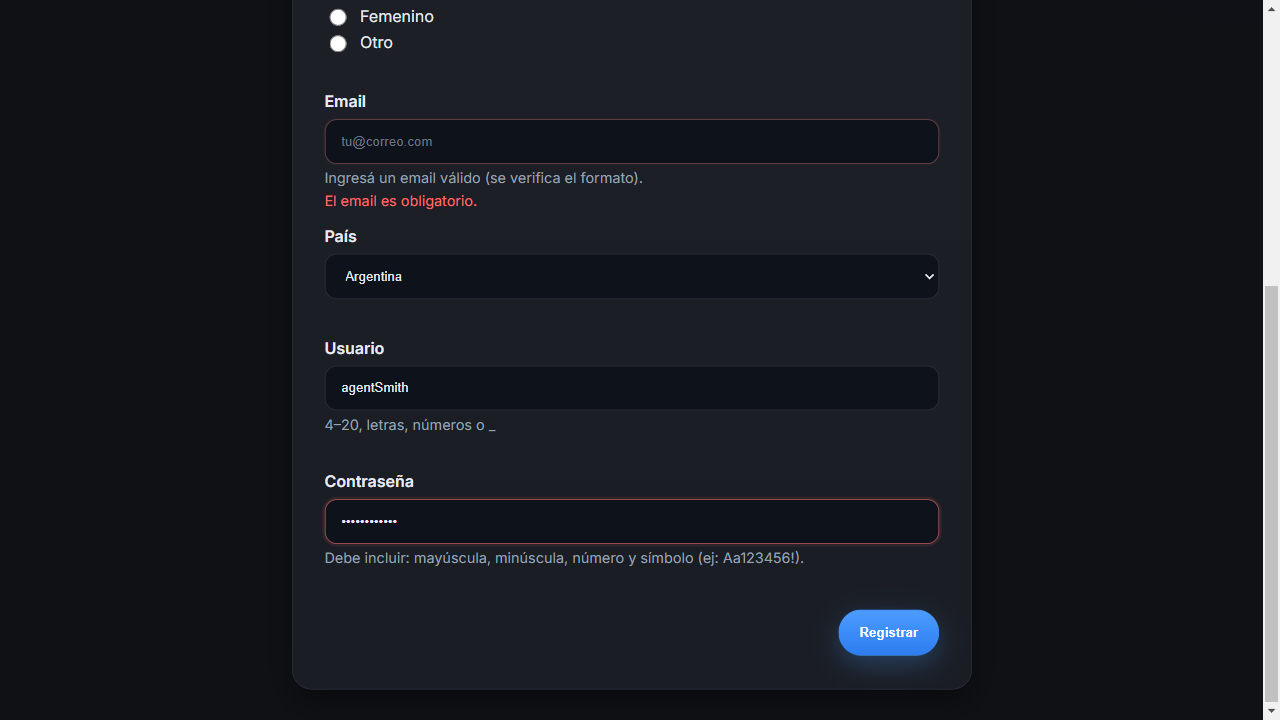 Femenino
Otro
Email
tu@correo.com
Ingresá un email válido (se verifica el formato).
El email es obligatorio.
País
Argentina
Usuario
agentSmith
4–20, letras, números o _
Contraseña
••••••••••••
Debe incluir: mayúscula, minúscula, número y símbolo (ej: Aa123456!).
Registrar